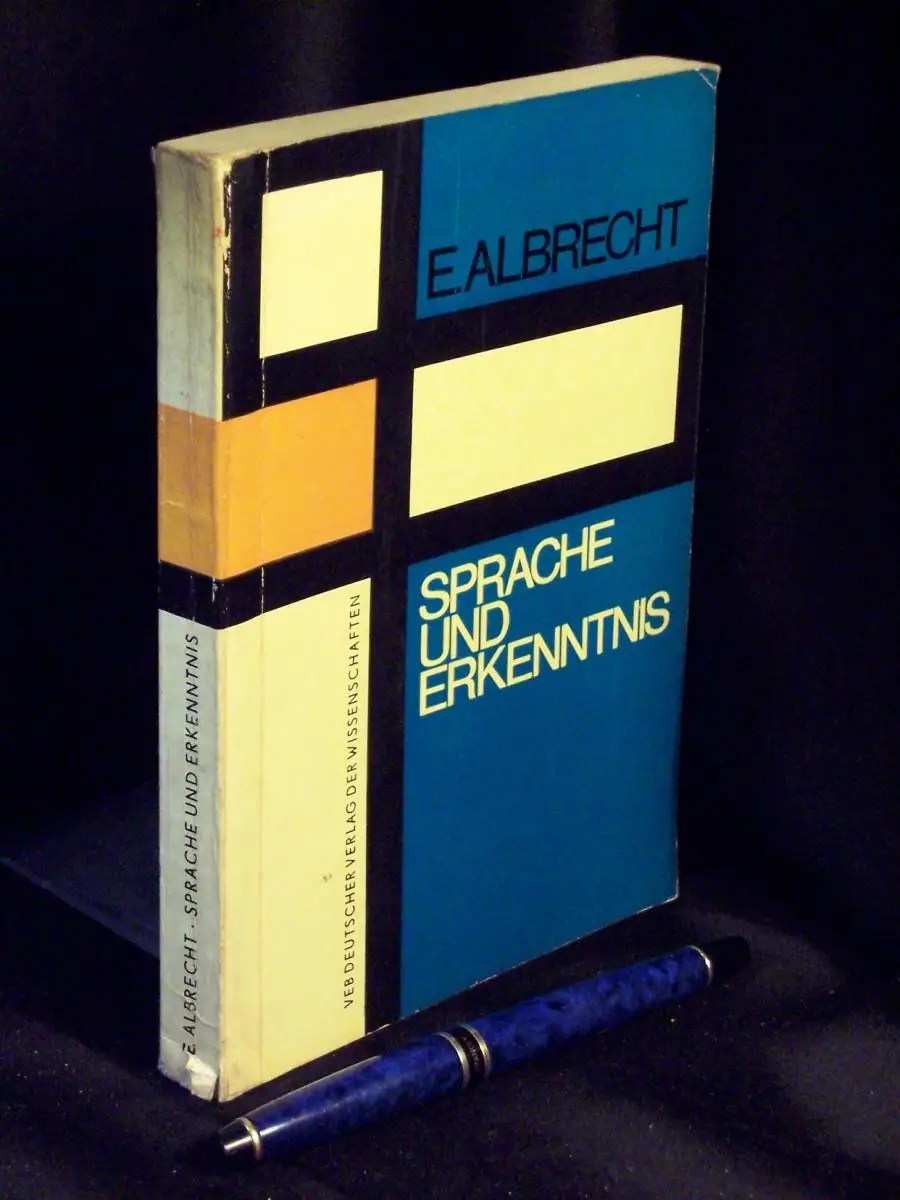 E. ALBRECHT
SPRACHE
UND
ERKENNTNIS
VEB DEUTSCHER VERLAG DER WISSENSCHAFTEN
E. ALBRECHT · SPRACHE UND ERKENNTNIS